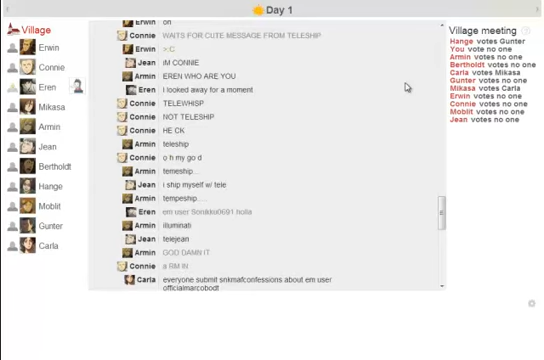 Day 1
Village
Erwin
Connie
Eren
Mikasa
Armin
Jean
Bertholdt
Hange
Moblit
Gunter
Carla
Erwin on
Connie WAITS FOR CUTE MESSAGE FROM TELESHIP
Erwin >:C
Jean iM CONNIE
Armin EREN WHO ARE YOU
Eren I looked away for a moment
Connie TELEWHISP
Connie NOT TELESHIP
Connie HE CK
Armin teleship
Connie o h my go d
Armin temeship...
Jean i ship myself w/ tele
Armin tempeship.....
Eren em user Sonikku0691 holla
Armin illuminati
Jean telejean
Armin GOD DAMN IT
Connie a RM IN
Carla everyone submit snkmafconfessions about em user
officialmarcobodt
Village meeting
Hange votes Gunter
You vote no one
Armin votes no one
Bertholdt votes no one
Carla votes Mikasa
Gunter votes no one
Mikasa votes Carla
Erwin votes no one
Connie votes no one
Moblit votes no one
Jean votes no one